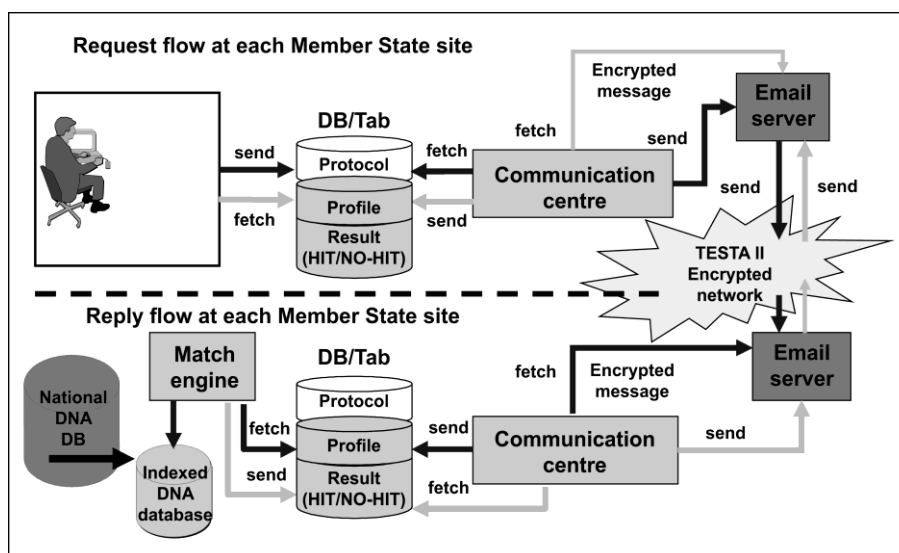 Request flow at each Member State site
Encrypted
message
Email
server
DB/Tab
fetch
send
Protocol
fetch
send
Communication
centre
send
send
fetch
Profile
send
Result
(HIT/NO-HIT)
TESTA II
Encrypted
network
Reply flow at each Member State site
Match
engine
DB/Tab
fetch
Encrypted
message
Email
server
National
DNA
DB
Protocol
fetch
Profile
send
Communication
centre
send
Indexed
DNA
database
send
Result
(HIT/NO-HIT)
fetch